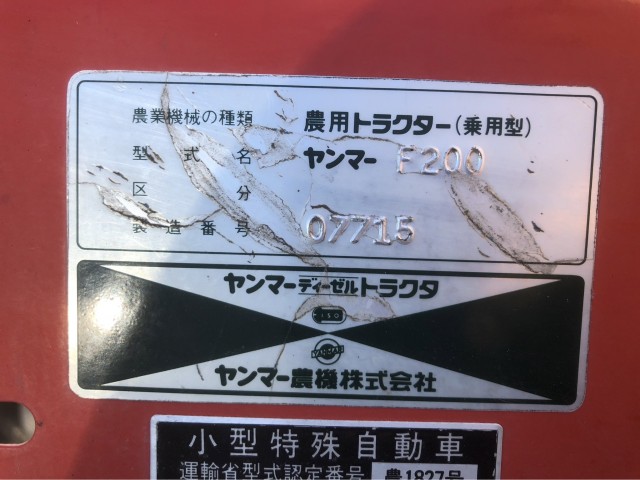 農業機械の種類 農用トラクター(乗用型)
型式名 ヤンマー F200
区分
製造番号 07715
ヤンマーディーゼルトラクタ
ISO
YANMAR
ヤンマー農機株式会社
小型特殊自動車
運輸省型式認定番号 農1827号